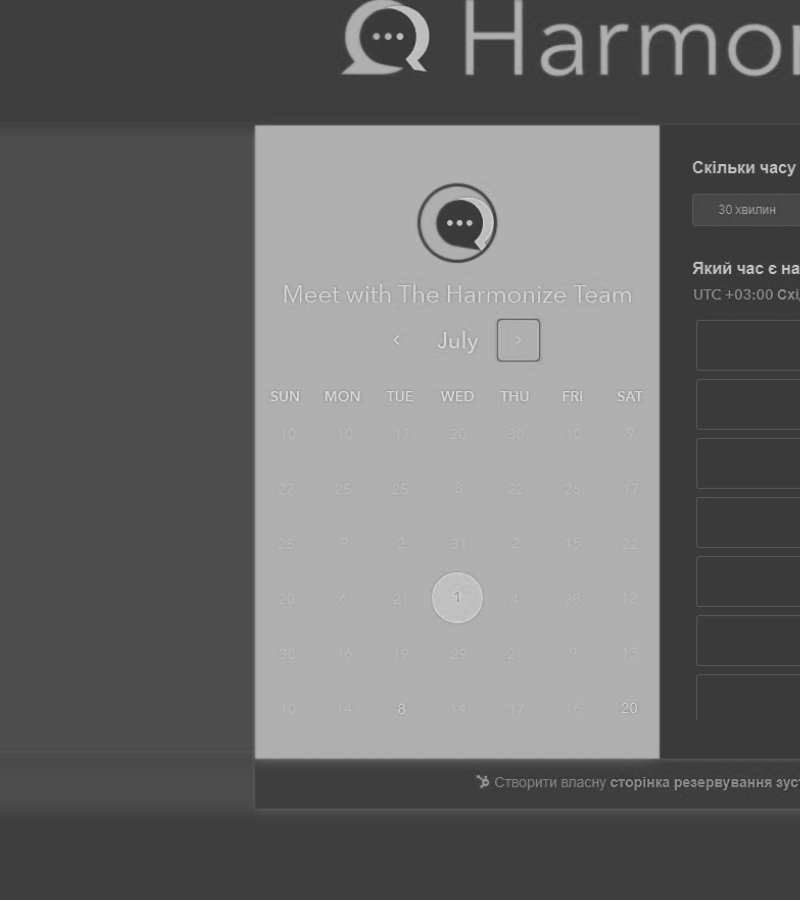 Harmon
Meet with The Harmonize Team
July
SUN MON TUE WED THU FRI SAT
10 10 17 20 30 10 9
27 25 25 6 22 26 17
25 9 2 31 2 15 22
20 6 21 1 4 28 12
30 16 19 29 21 9 13
10 14 8 14 17 16 20
Скільки часу
30 хвилин
Який час є на
UTC +03:00 Схі
Створити власну сторінка резервування зуст